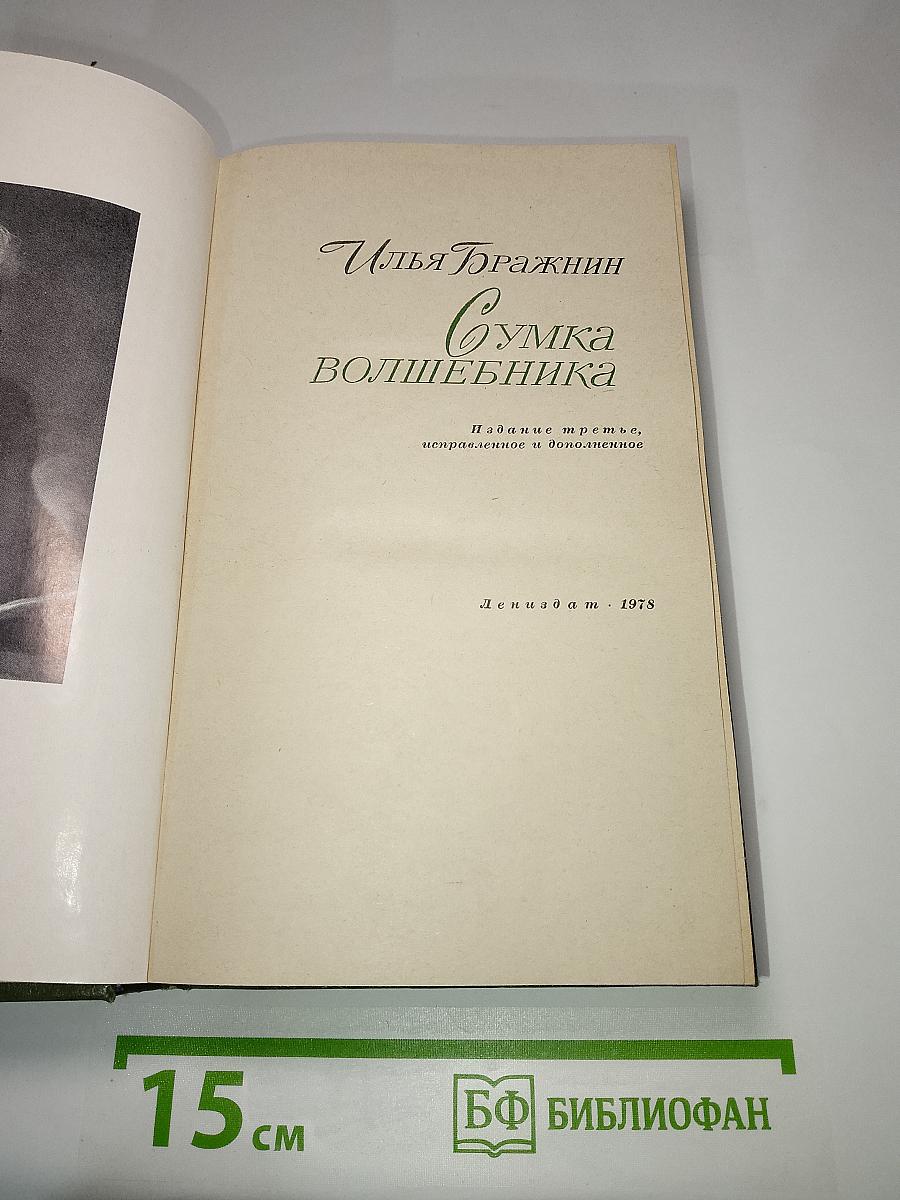 Илья Бражнин
Сумка
волшебника
Издание третье,
исправленное и дополненное
Лениздат · 1978
15 см
БФ БИБЛИОФАН